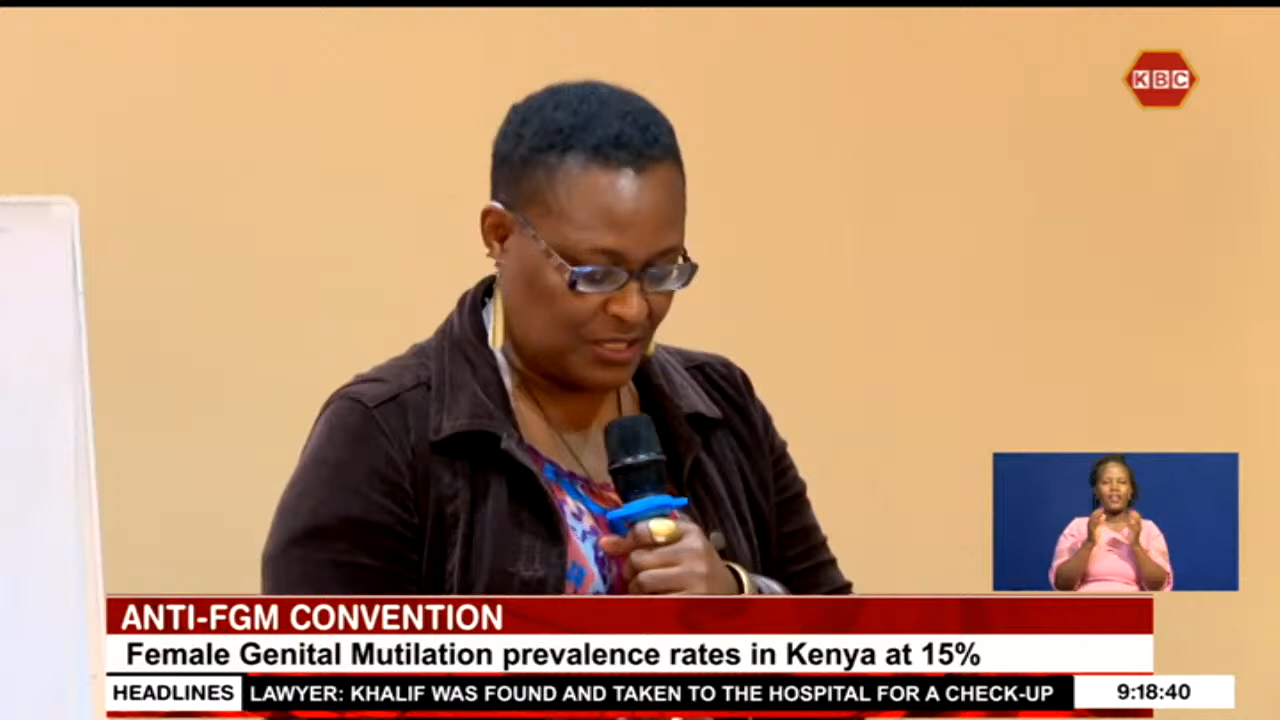 KBC
ANTI-FGM CONVENTION
Female Genital Mutilation prevalence rates in Kenya at 15%
HEADLINES LAWYER: KHALIF WAS FOUND AND TAKEN TO THE HOSPITAL FOR A CHECK-UP 9:18:40